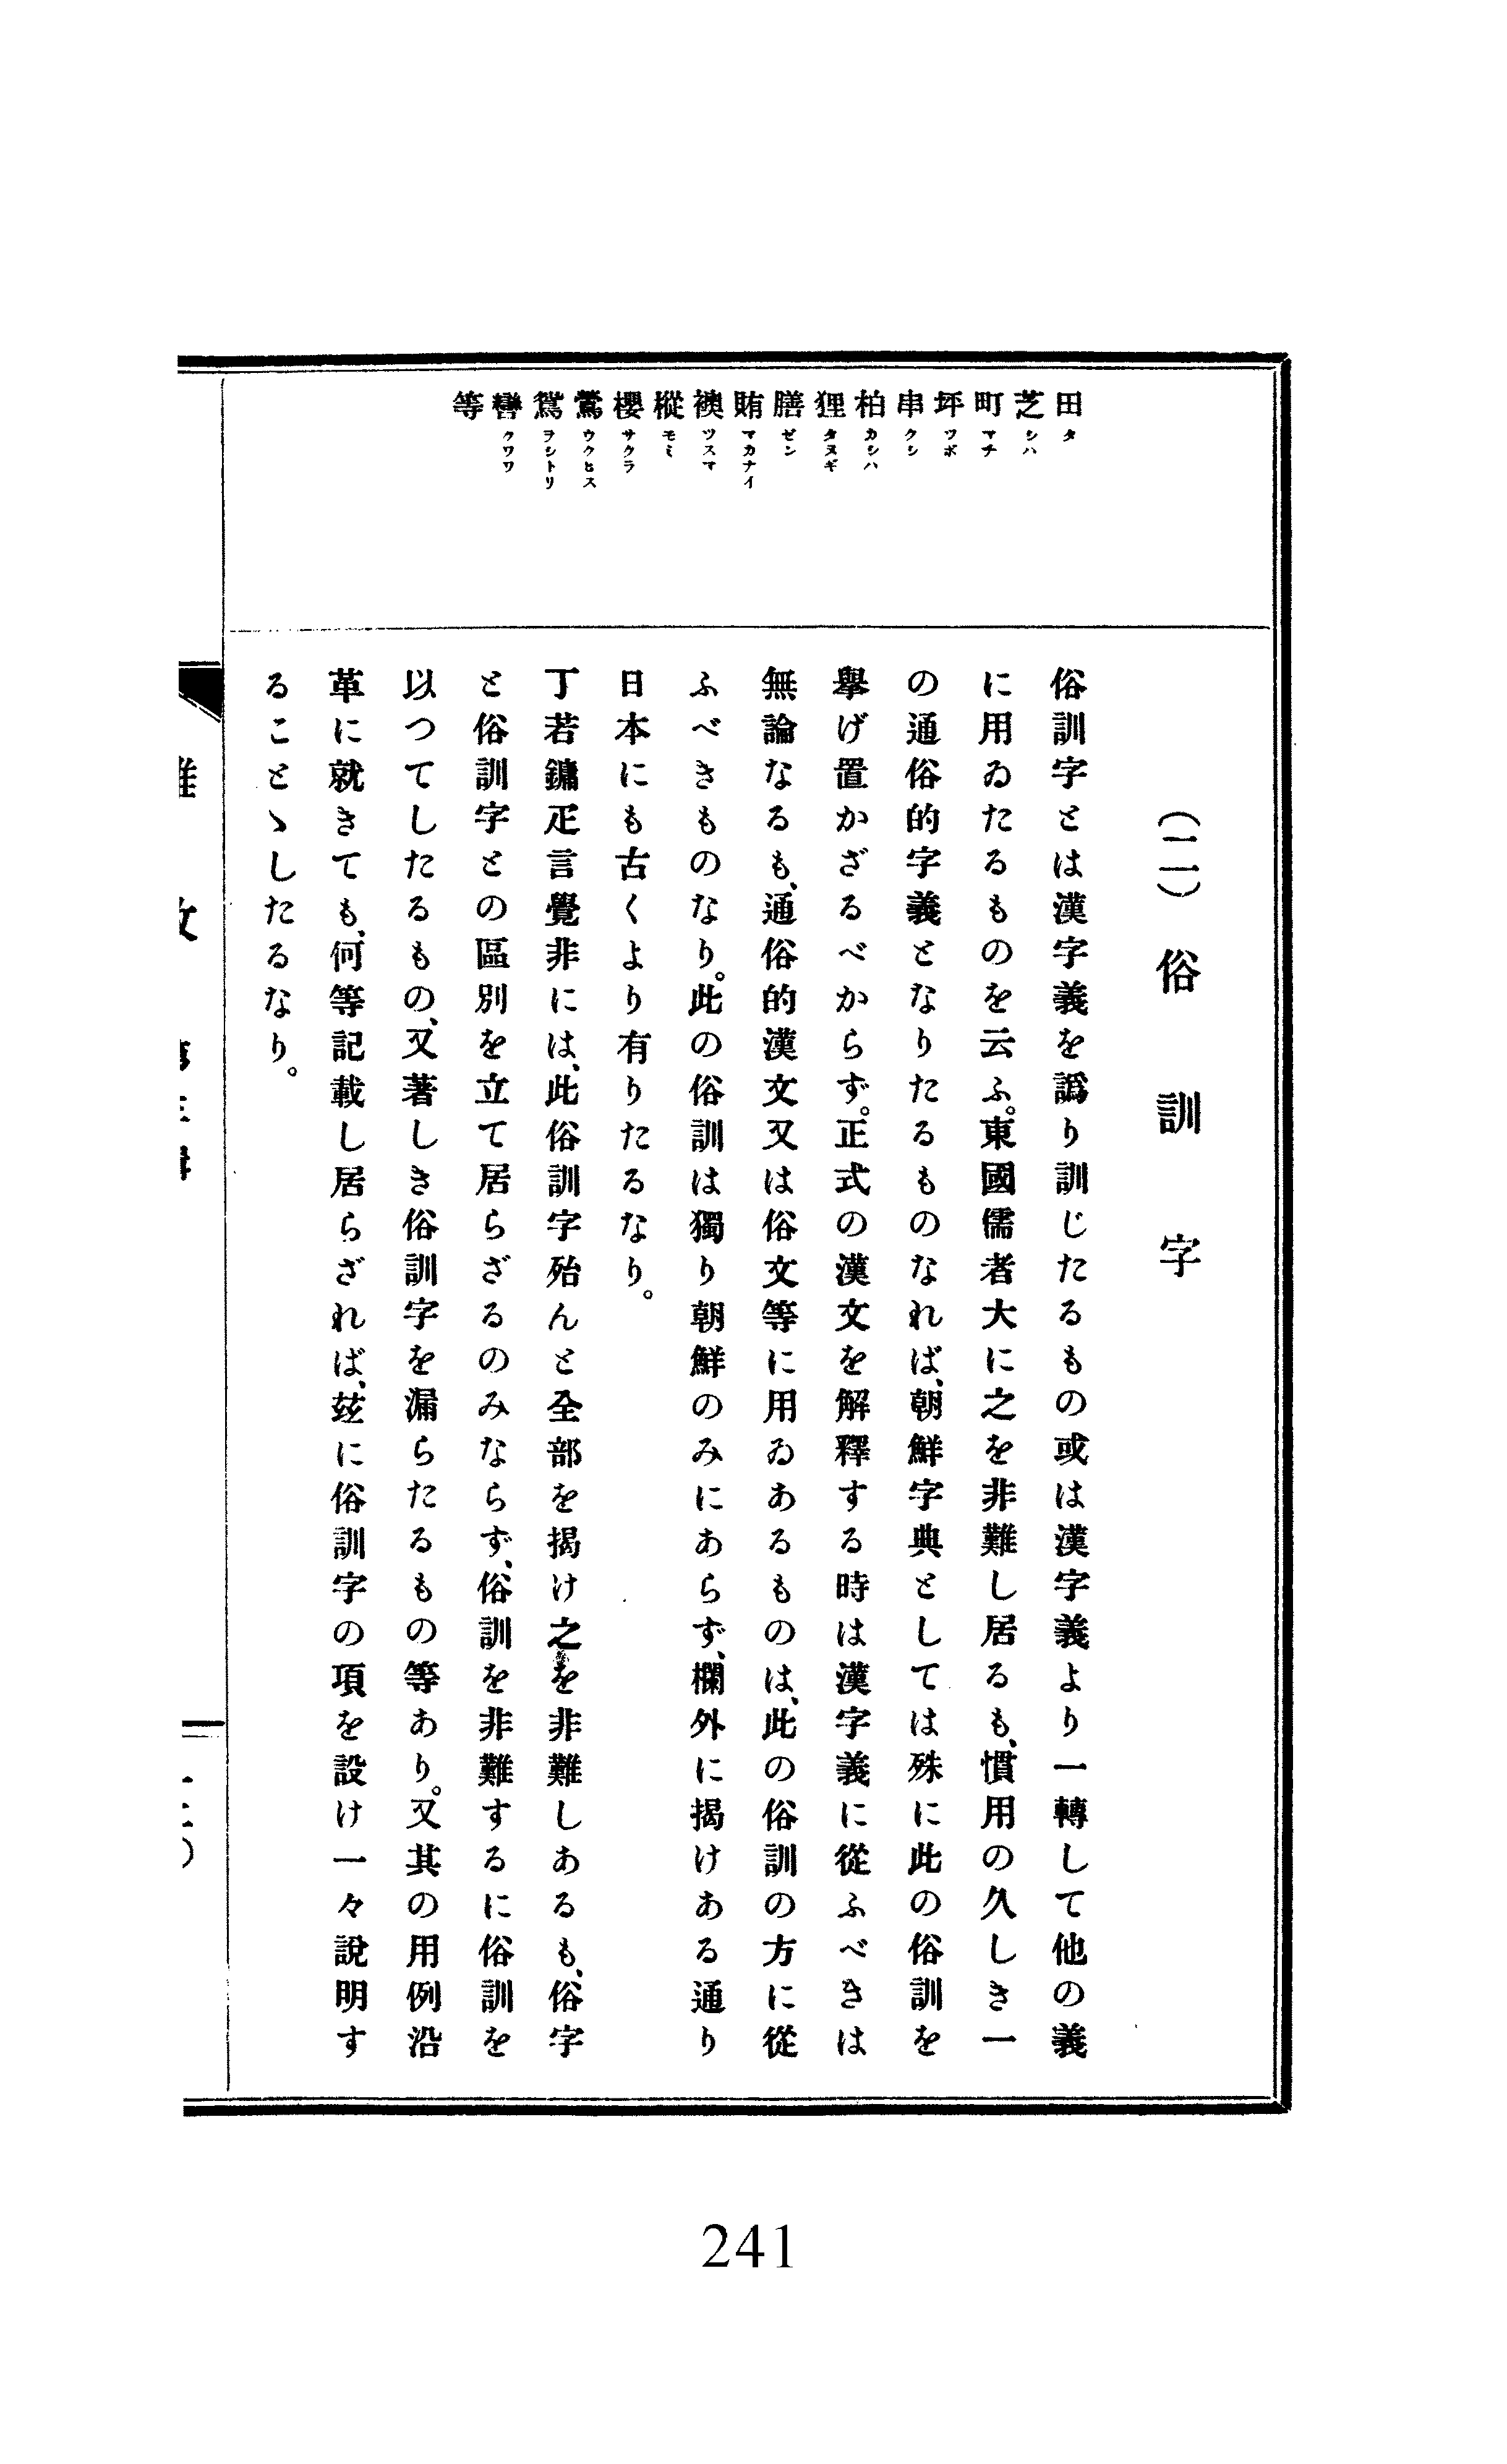 （二）俗訓字
俗訓字とは漢字義を譌り訓じたるもの或は漢字義より一轉して他の義
に用ゐたるものを云ふ。東國儒者大に之を非難し居るも、慣用の久しき一
の通俗的字義となりたるものなれば、朝鮮字典としては殊に此の俗訓を
擧げ置かざるべからず。正式の漢文を解釋する時は漢字義に從ふべきは
無論なるも、通俗的漢文又は俗文等に用ゐあるものは、此の俗訓の方に從
ふべきものなり。此の俗訓は獨り朝鮮のみにあらず、欄外に揭けある通り
日本にも古くより有りたるなり。
丁若鏞疋言覺非には、此俗訓字殆んと全部を揭け之を非難しあるも、俗字
と俗訓字との區別を立て居らざるのみならず、俗訓を非難するに俗訓を
以つてしたるもの、又著しき俗訓字を漏らたるもの等あり。又其の用例沿
革に就きても、何等記載し居らざれば、玆に俗訓字の項を設け一々說明す
ることゝしたるなり。
田タ
芝シハ
町マチ
坪ツボ
串クシ
柏カシハ
狸タヌギ
膳ゼン
賄マカナイ
襖ツスマ
樅モミ
櫻サクラ
鶯ウクヒス
鴛ヲシトリ
轡クワワ
等
241